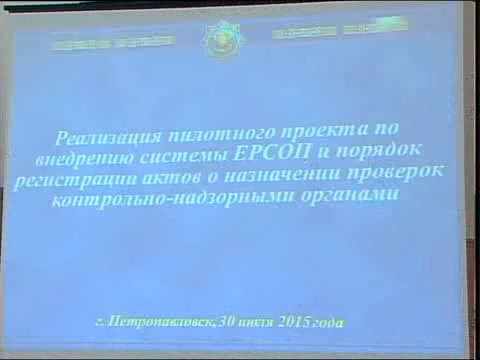 Реализация пилотного проекта по
внедрению системы ЕРСОП и порядок
регистрации актов о назначении проверок
контрольно-надзорными органами
г. Петропавловск, 30 июля 2015 года